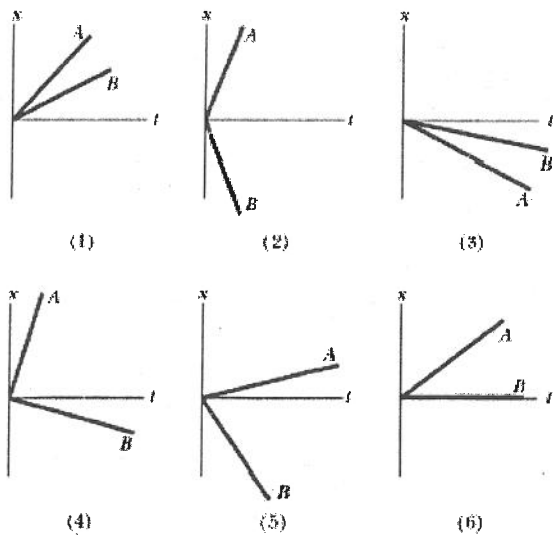 x x x
A A
B
t t t
B
B A
(1) (2) (3)
x A x x
A A
B
t t t
B
B
(4) (5) (6)